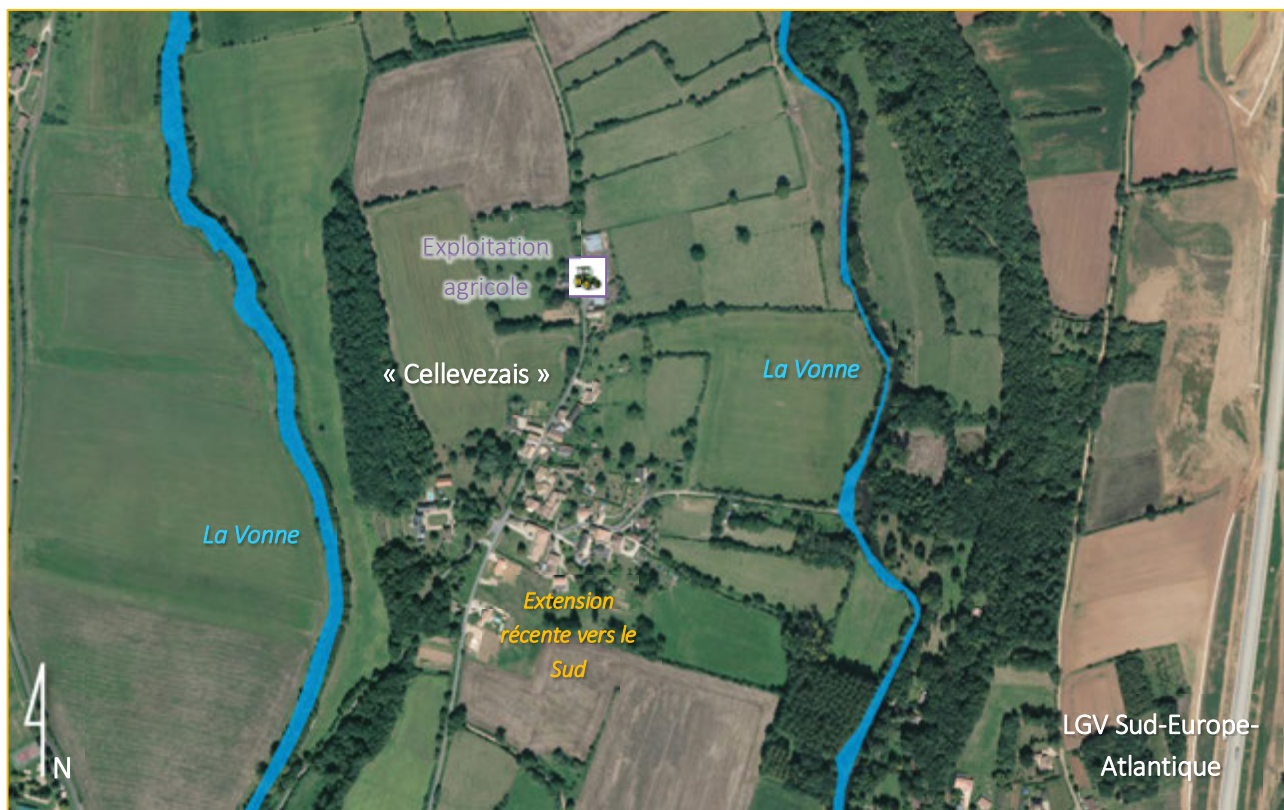 Exploitation
agricole
« Cellevezais »
La Vonne
La Vonne
Extension
récente vers le
Sud
LGV Sud-Europe-
Atlantique
N